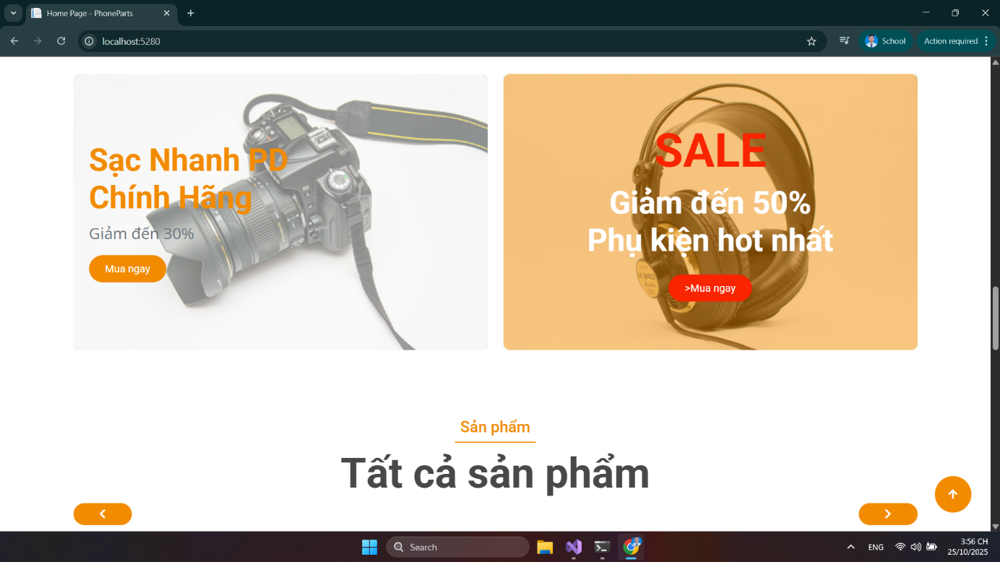 Home Page - PhoneParts
localhost:5280
School
Action required
Sạc Nhanh PD
Chính Hãng
Giảm đến 30%
Mua ngay
SALE
Giảm đến 50%
Phụ kiện hot nhất
K 240
>Mua ngay
Sản phẩm
Tất cả sản phẩm
Search
ENG
3:56 CH
25/10/2025